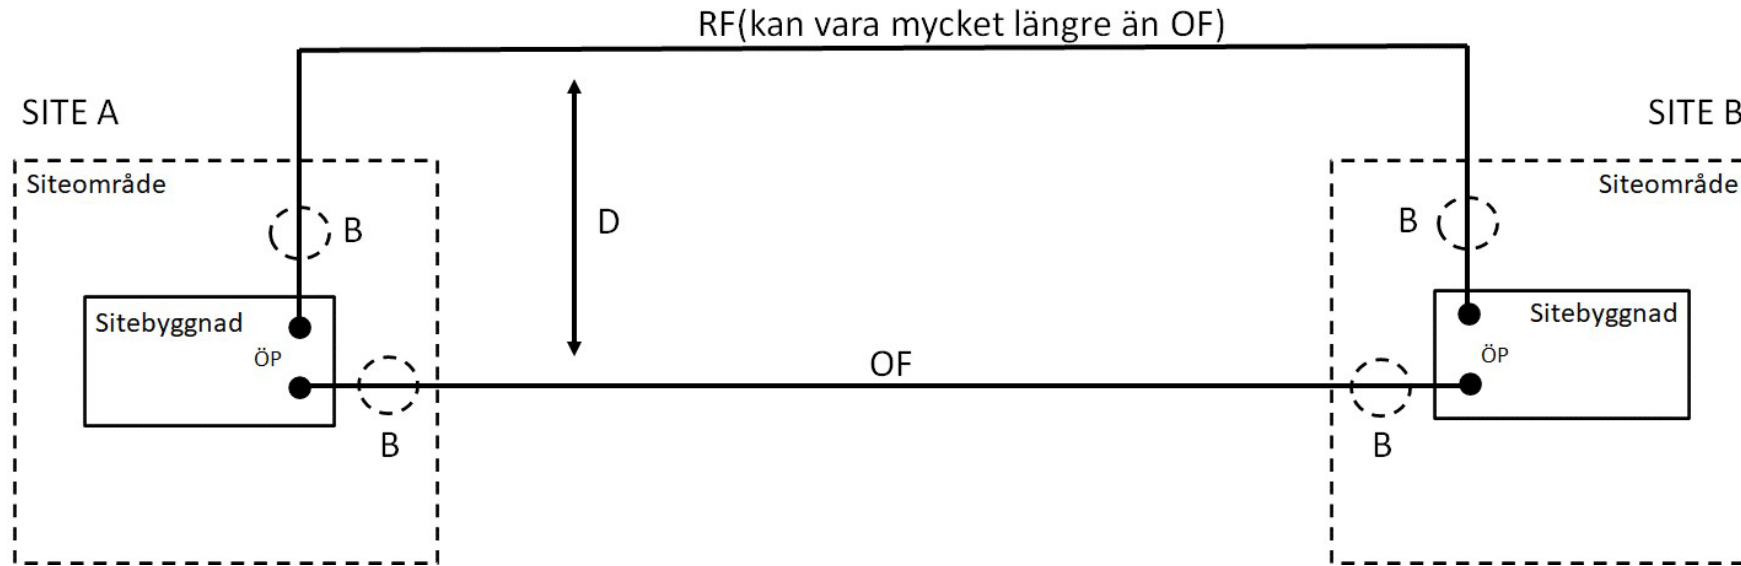 RF(kan vara mycket längre än OF)
SITE A
SITE B
Siteområde
Siteområde
B
D
B
Sitebyggnad
Sitebyggnad
ÖP
ÖP
OF
B
B